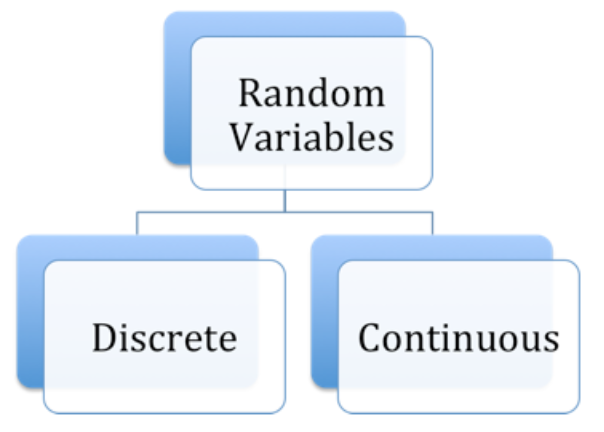 Random
Variables
Discrete
Continuous